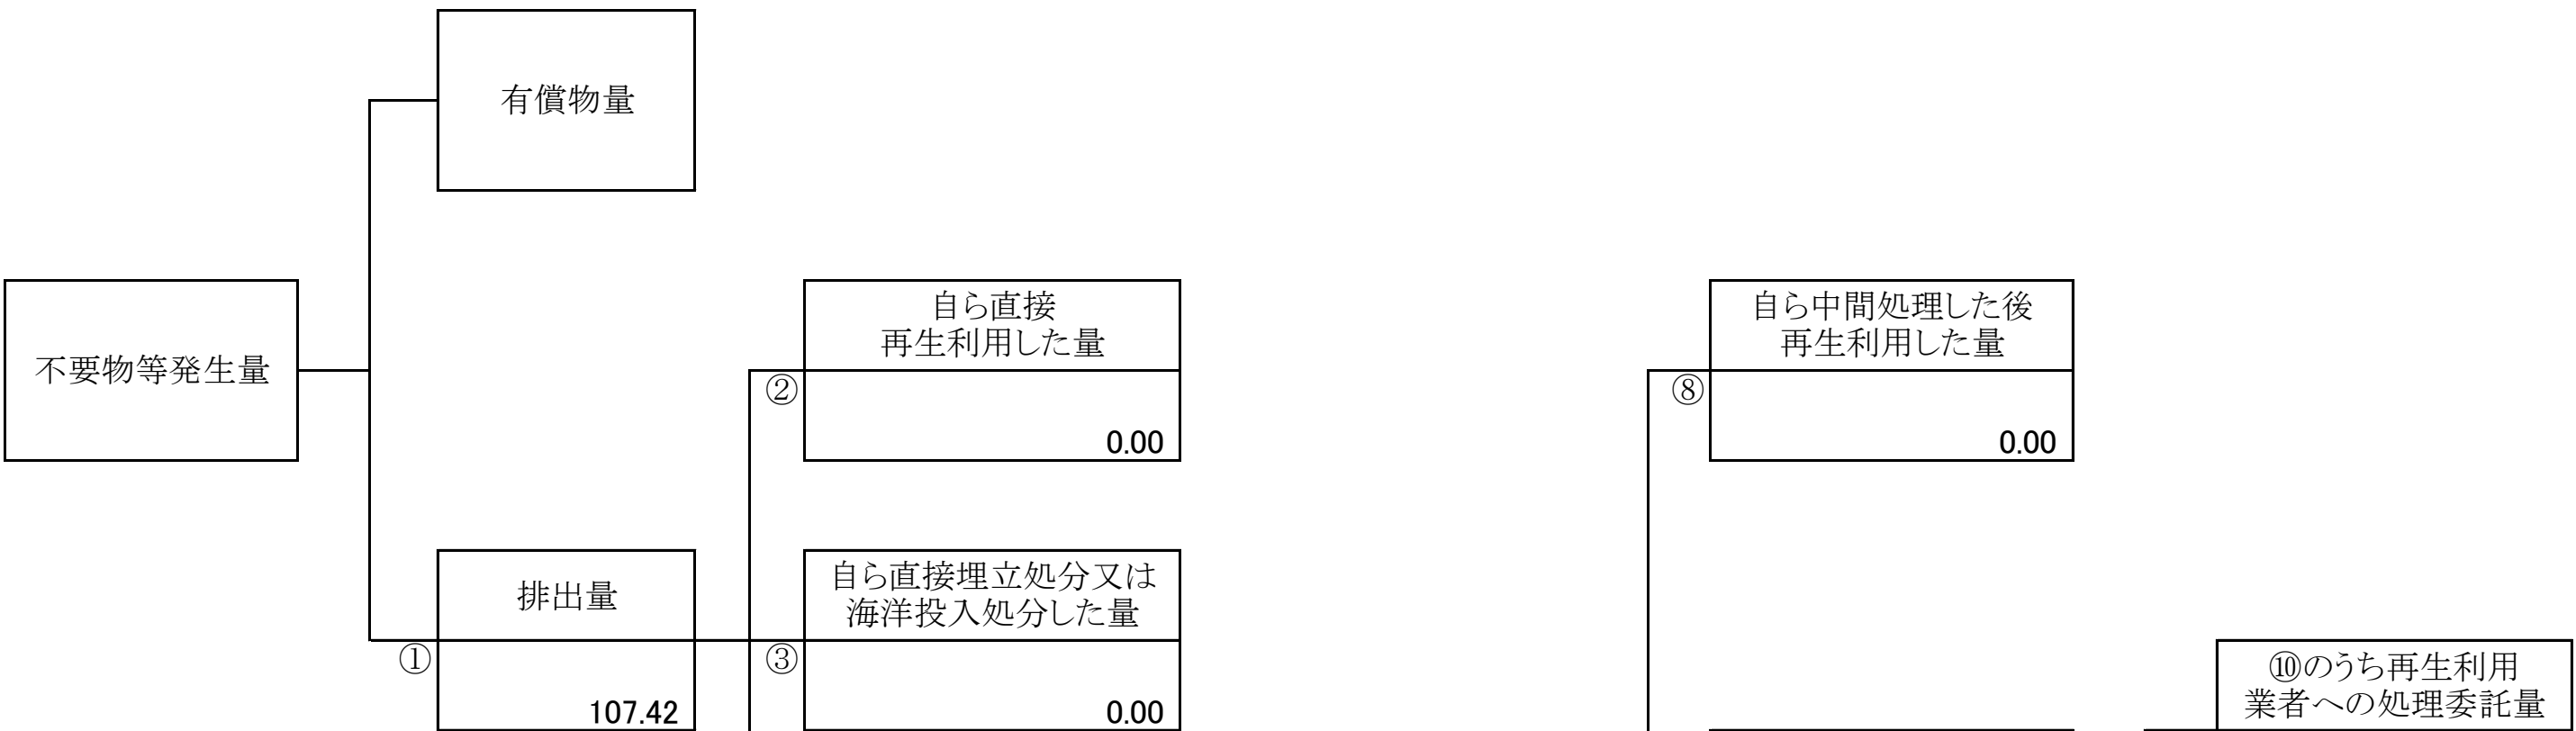 有償物量
不要物等発生量
自ら直接
再生利用した量
②
0.00
自ら中間処理した後
再生利用した量
⑧
0.00
排出量
①
107.42
自ら直接埋立処分又は
海洋投入処分した量
③
0.00
⑩のうち再生利用
業者への処理委託量